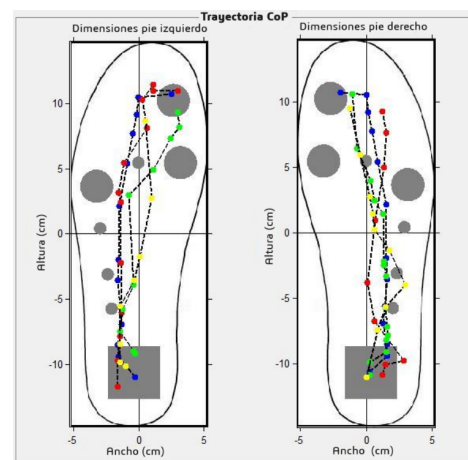 Trayectoria CoP
Dimensiones pie izquierdo
Dimensiones pie derecho
10
5
0
-5
-10
-5 0 5
Ancho (cm)
Altura (cm)
10
5
0
-5
-10
-5 0 5
Ancho (cm)
Altura (cm)